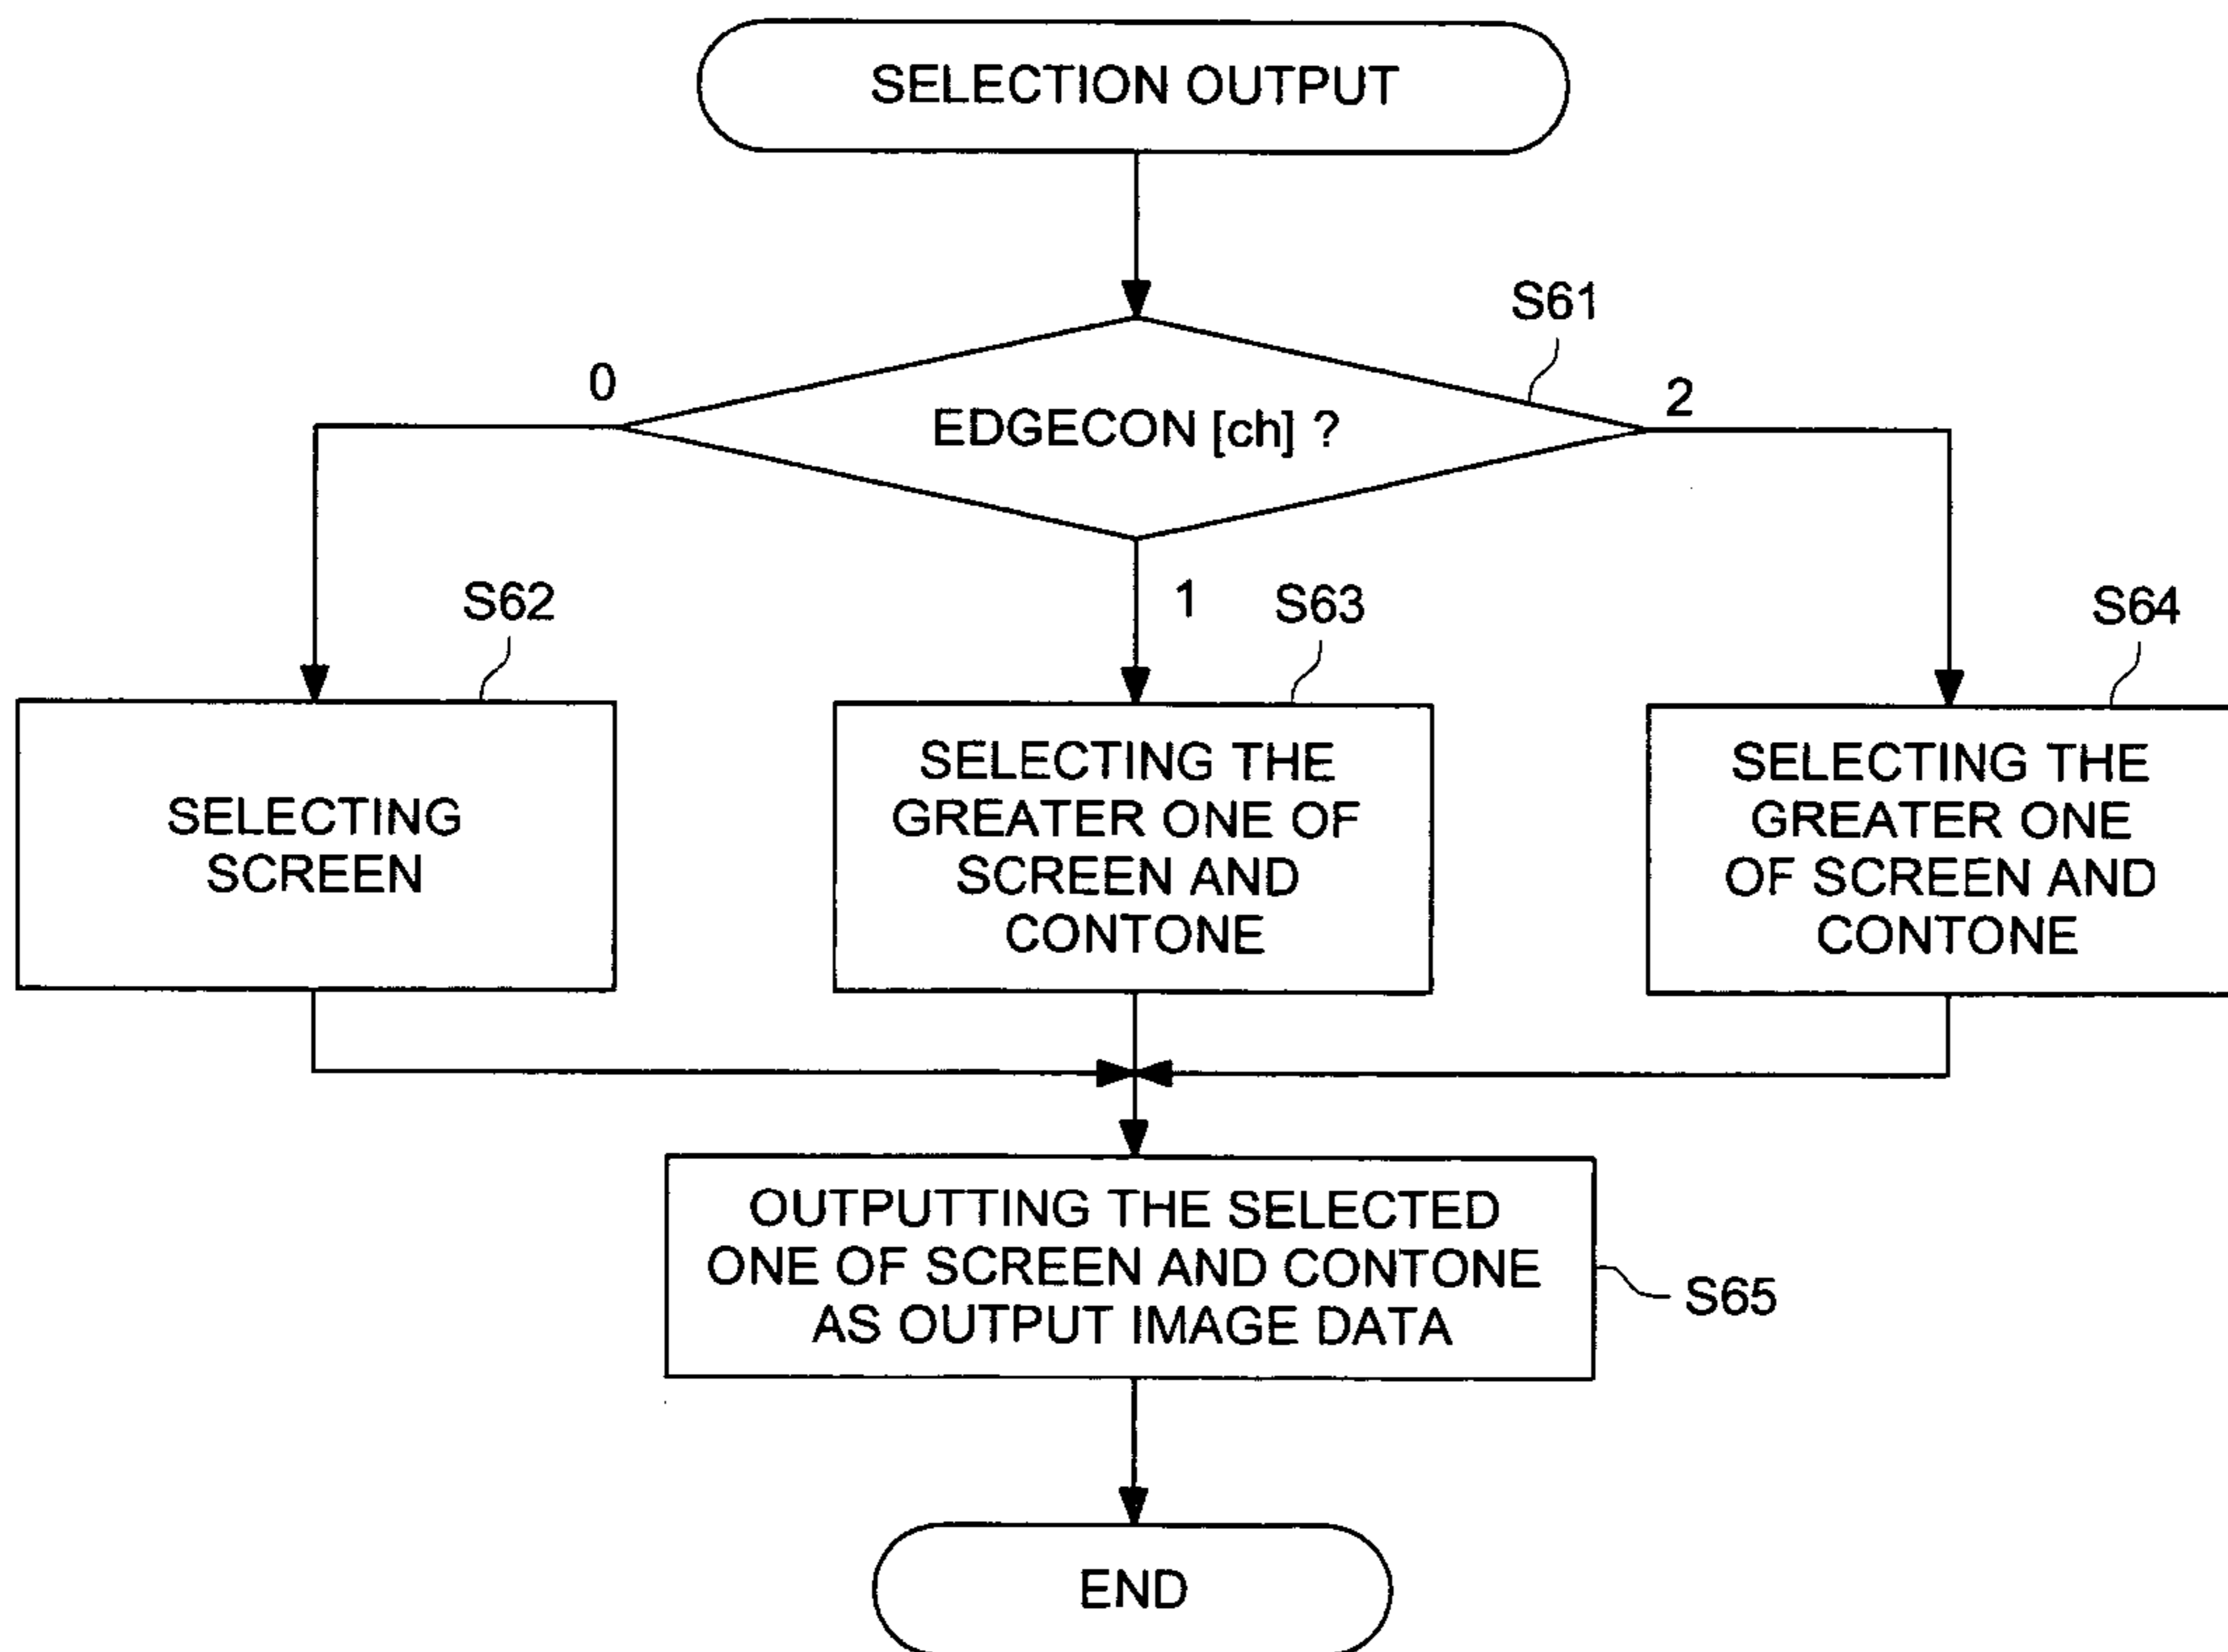 SELECTION OUTPUT
S61
0
EDGECON [ch] ?
2
1
S62
S63
S64
SELECTING
SCREEN
SELECTING THE
GREATER ONE OF
SCREEN AND
CONTONE
SELECTING THE
GREATER ONE
OF SCREEN AND
CONTONE
OUTPUTTING THE SELECTED
ONE OF SCREEN AND CONTONE
AS OUTPUT IMAGE DATA
S65
END